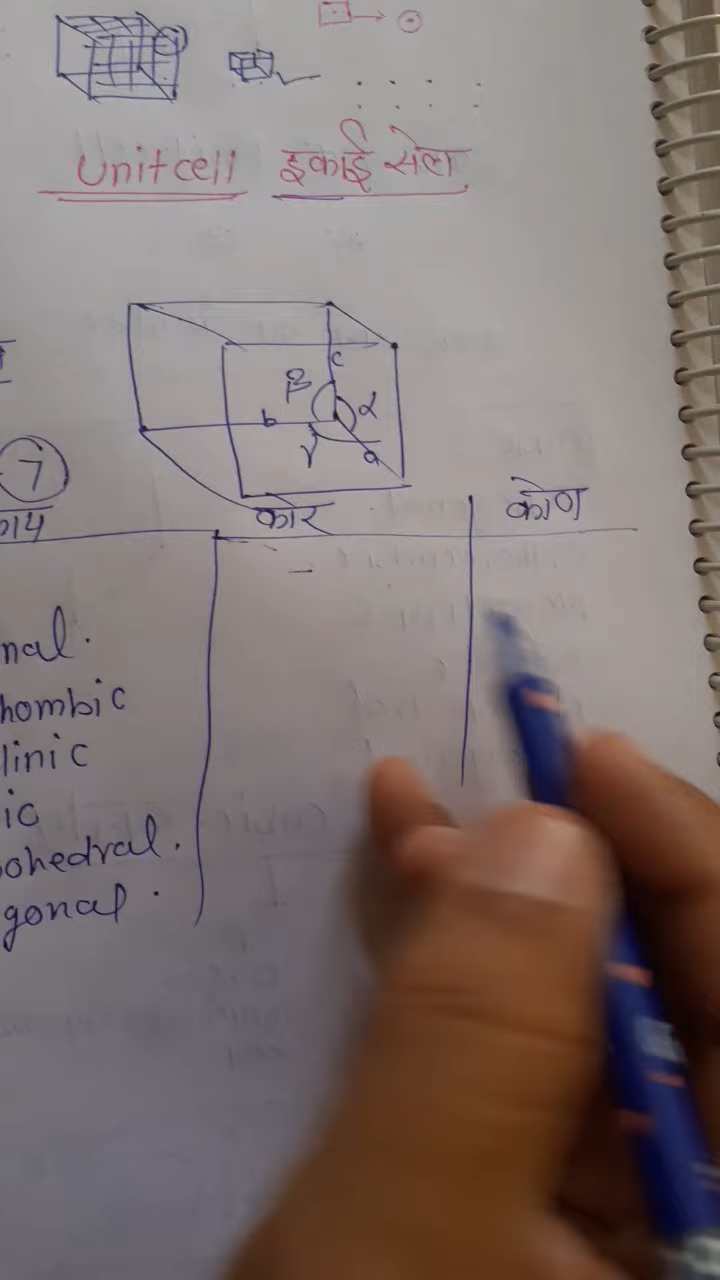 Unitcell इकाई सेल
c
β α
b
γ a
7
कोर कोण
nal.
hombic
linic
ic
ohedral.
gonal.